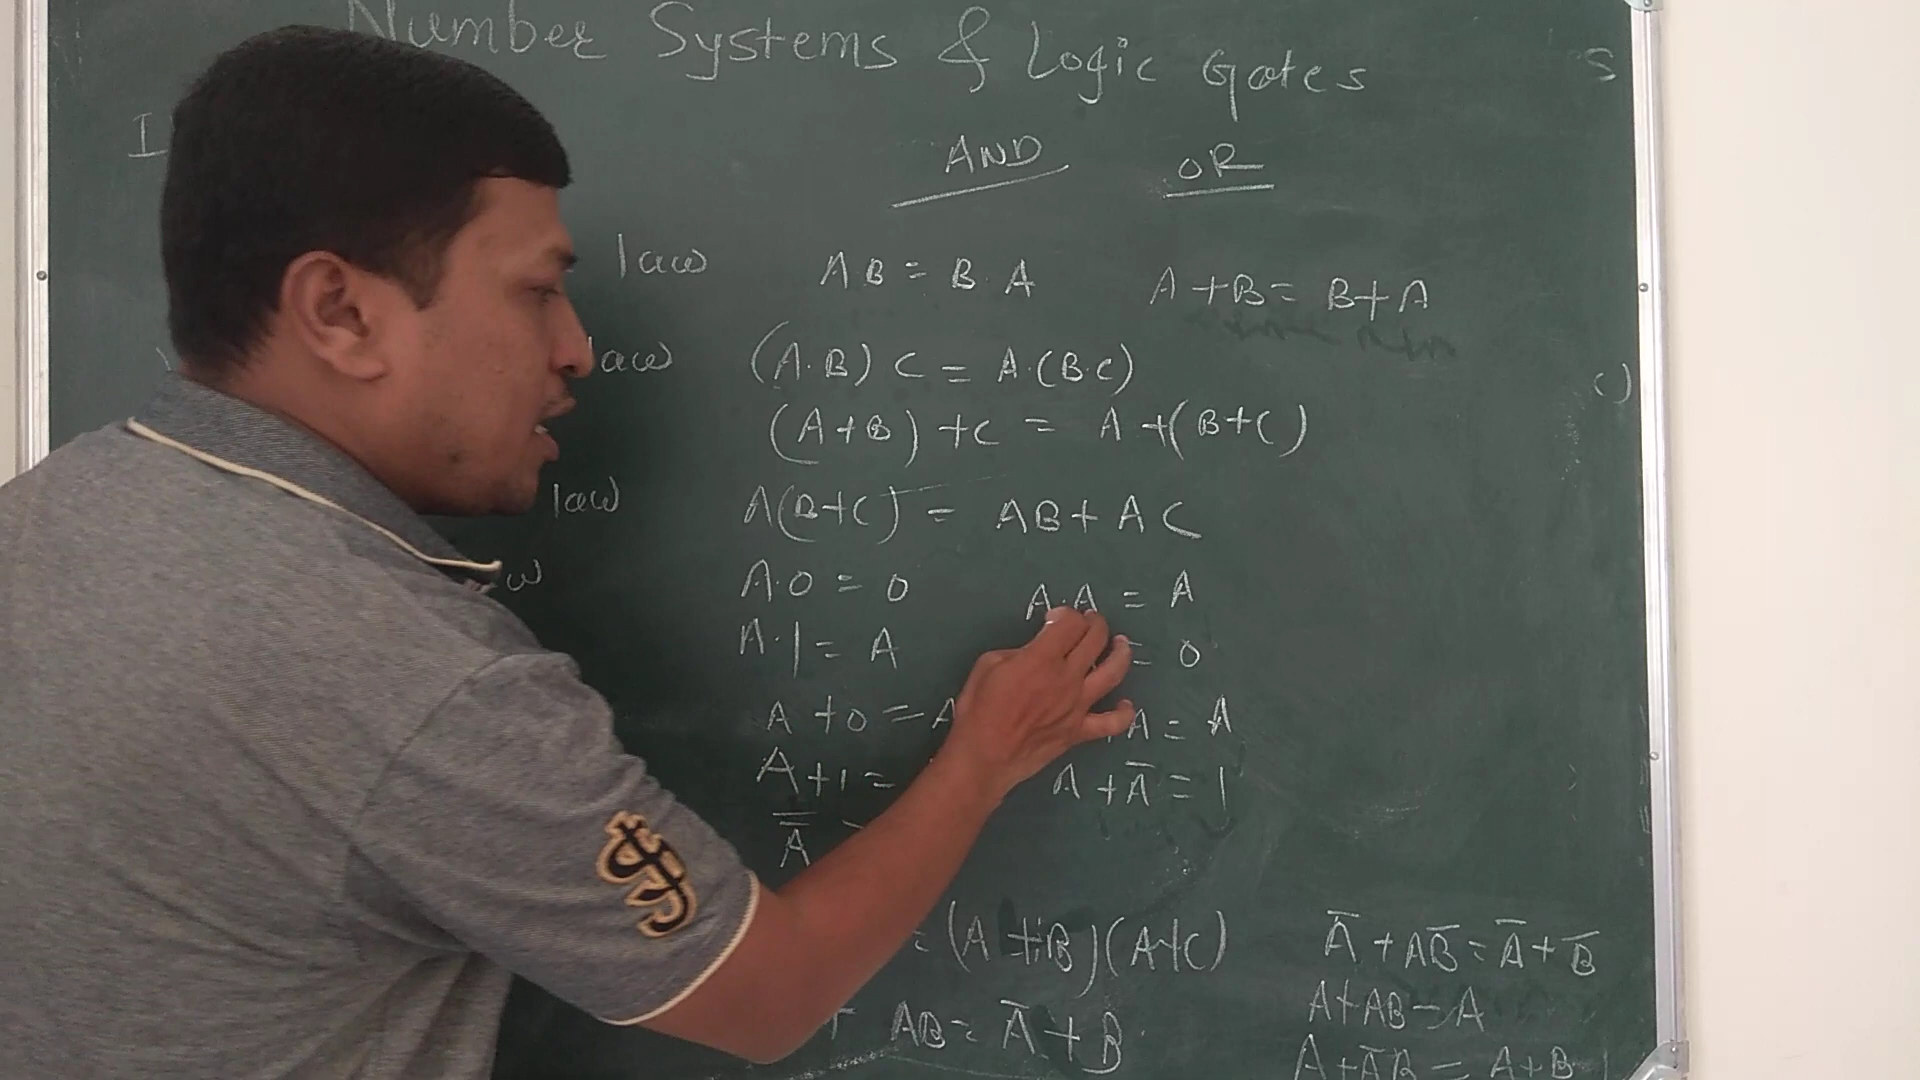 Number Systems & Logic Gates
I
AND OR
law A·B = B·A A+B = B+A
law (A·B) C = A·(B·C)
(A+B) + C = A + (B+C)
law A(B+C) = AB + AC
w A·0 = 0 A·A = A
A·1 = A = 0
A + 0 = A A = A
A + 1 = A + A̅ = 1
A̿
= (A + B)(A+C) A̅ + AB̅ = A̅ + B̅
+ AB = A̅ + B A + AB = A
A + A̅B = A+B
S
C)